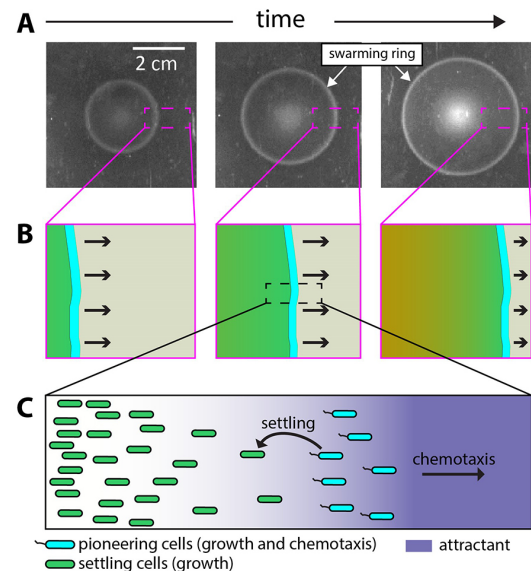 A
time
2 cm
swarming ring
B
C
settling
chemotaxis
pioneering cells (growth and chemotaxis)
attractant
settling cells (growth)